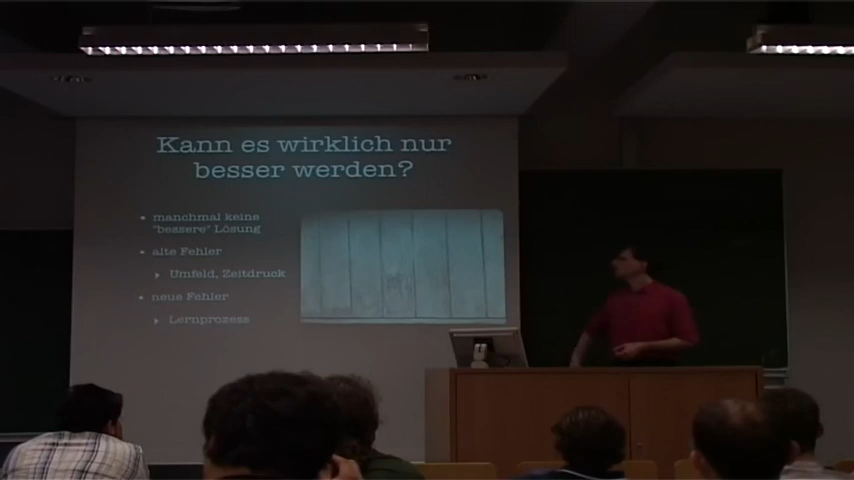 Kann es wirklich nur
besser werden?
manchmal keine
"bessere" Lösung
alte Fehler
Umfeld, Zeitdruck
neue Fehler
Lernprozess